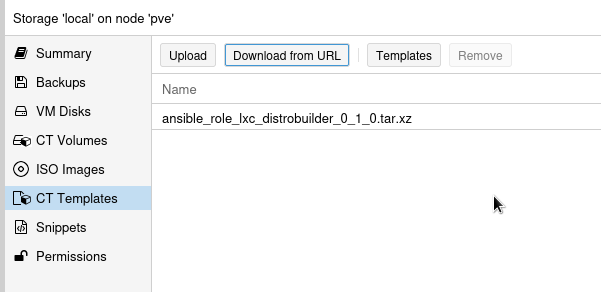 Storage 'local' on node 'pve'
Summary
Backups
VM Disks
CT Volumes
ISO Images
CT Templates
Snippets
Permissions
Upload Download from URL Templates Remove
Name
ansible_role_lxc_distrobuilder_0_1_0.tar.xz